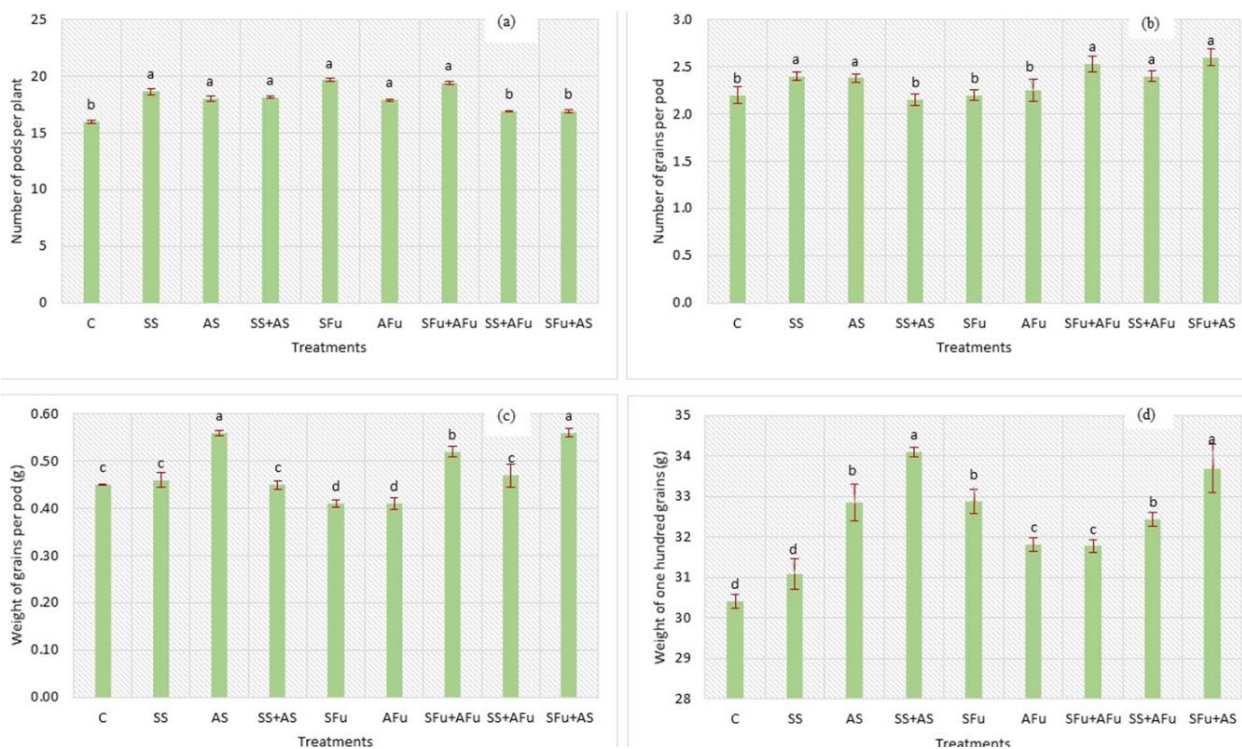 (a)
Number of pods per plant
25
20
15
10
5
0
b a a a a a a b b
C SS AS SS+AS SFu AFu SFu+AFu SS+AFu SFu+AS
Treatments
(b)
Number of grains per pod
3.0
2.5
2.0
1.5
1.0
0.5
0.0
b a a b b b a a a
C SS AS SS+AS SFu AFu SFu+AFu SS+AFu SFu+AS
Treatments
(c)
Weight of grains per pod (g)
0.60
0.50
0.40
0.30
0.20
0.10
0.00
c c a c d d b c a
C SS AS SS+AS SFu AFu SFu+AFu SS+AFu SFu+AS
Treatments
(d)
Weight of one hundred grains (g)
35
34
33
32
31
30
29
28
d d b a b c c b a
C SS AS SS+AS SFu AFu SFu+AFu SS+AFu SFu+AS
Treatments